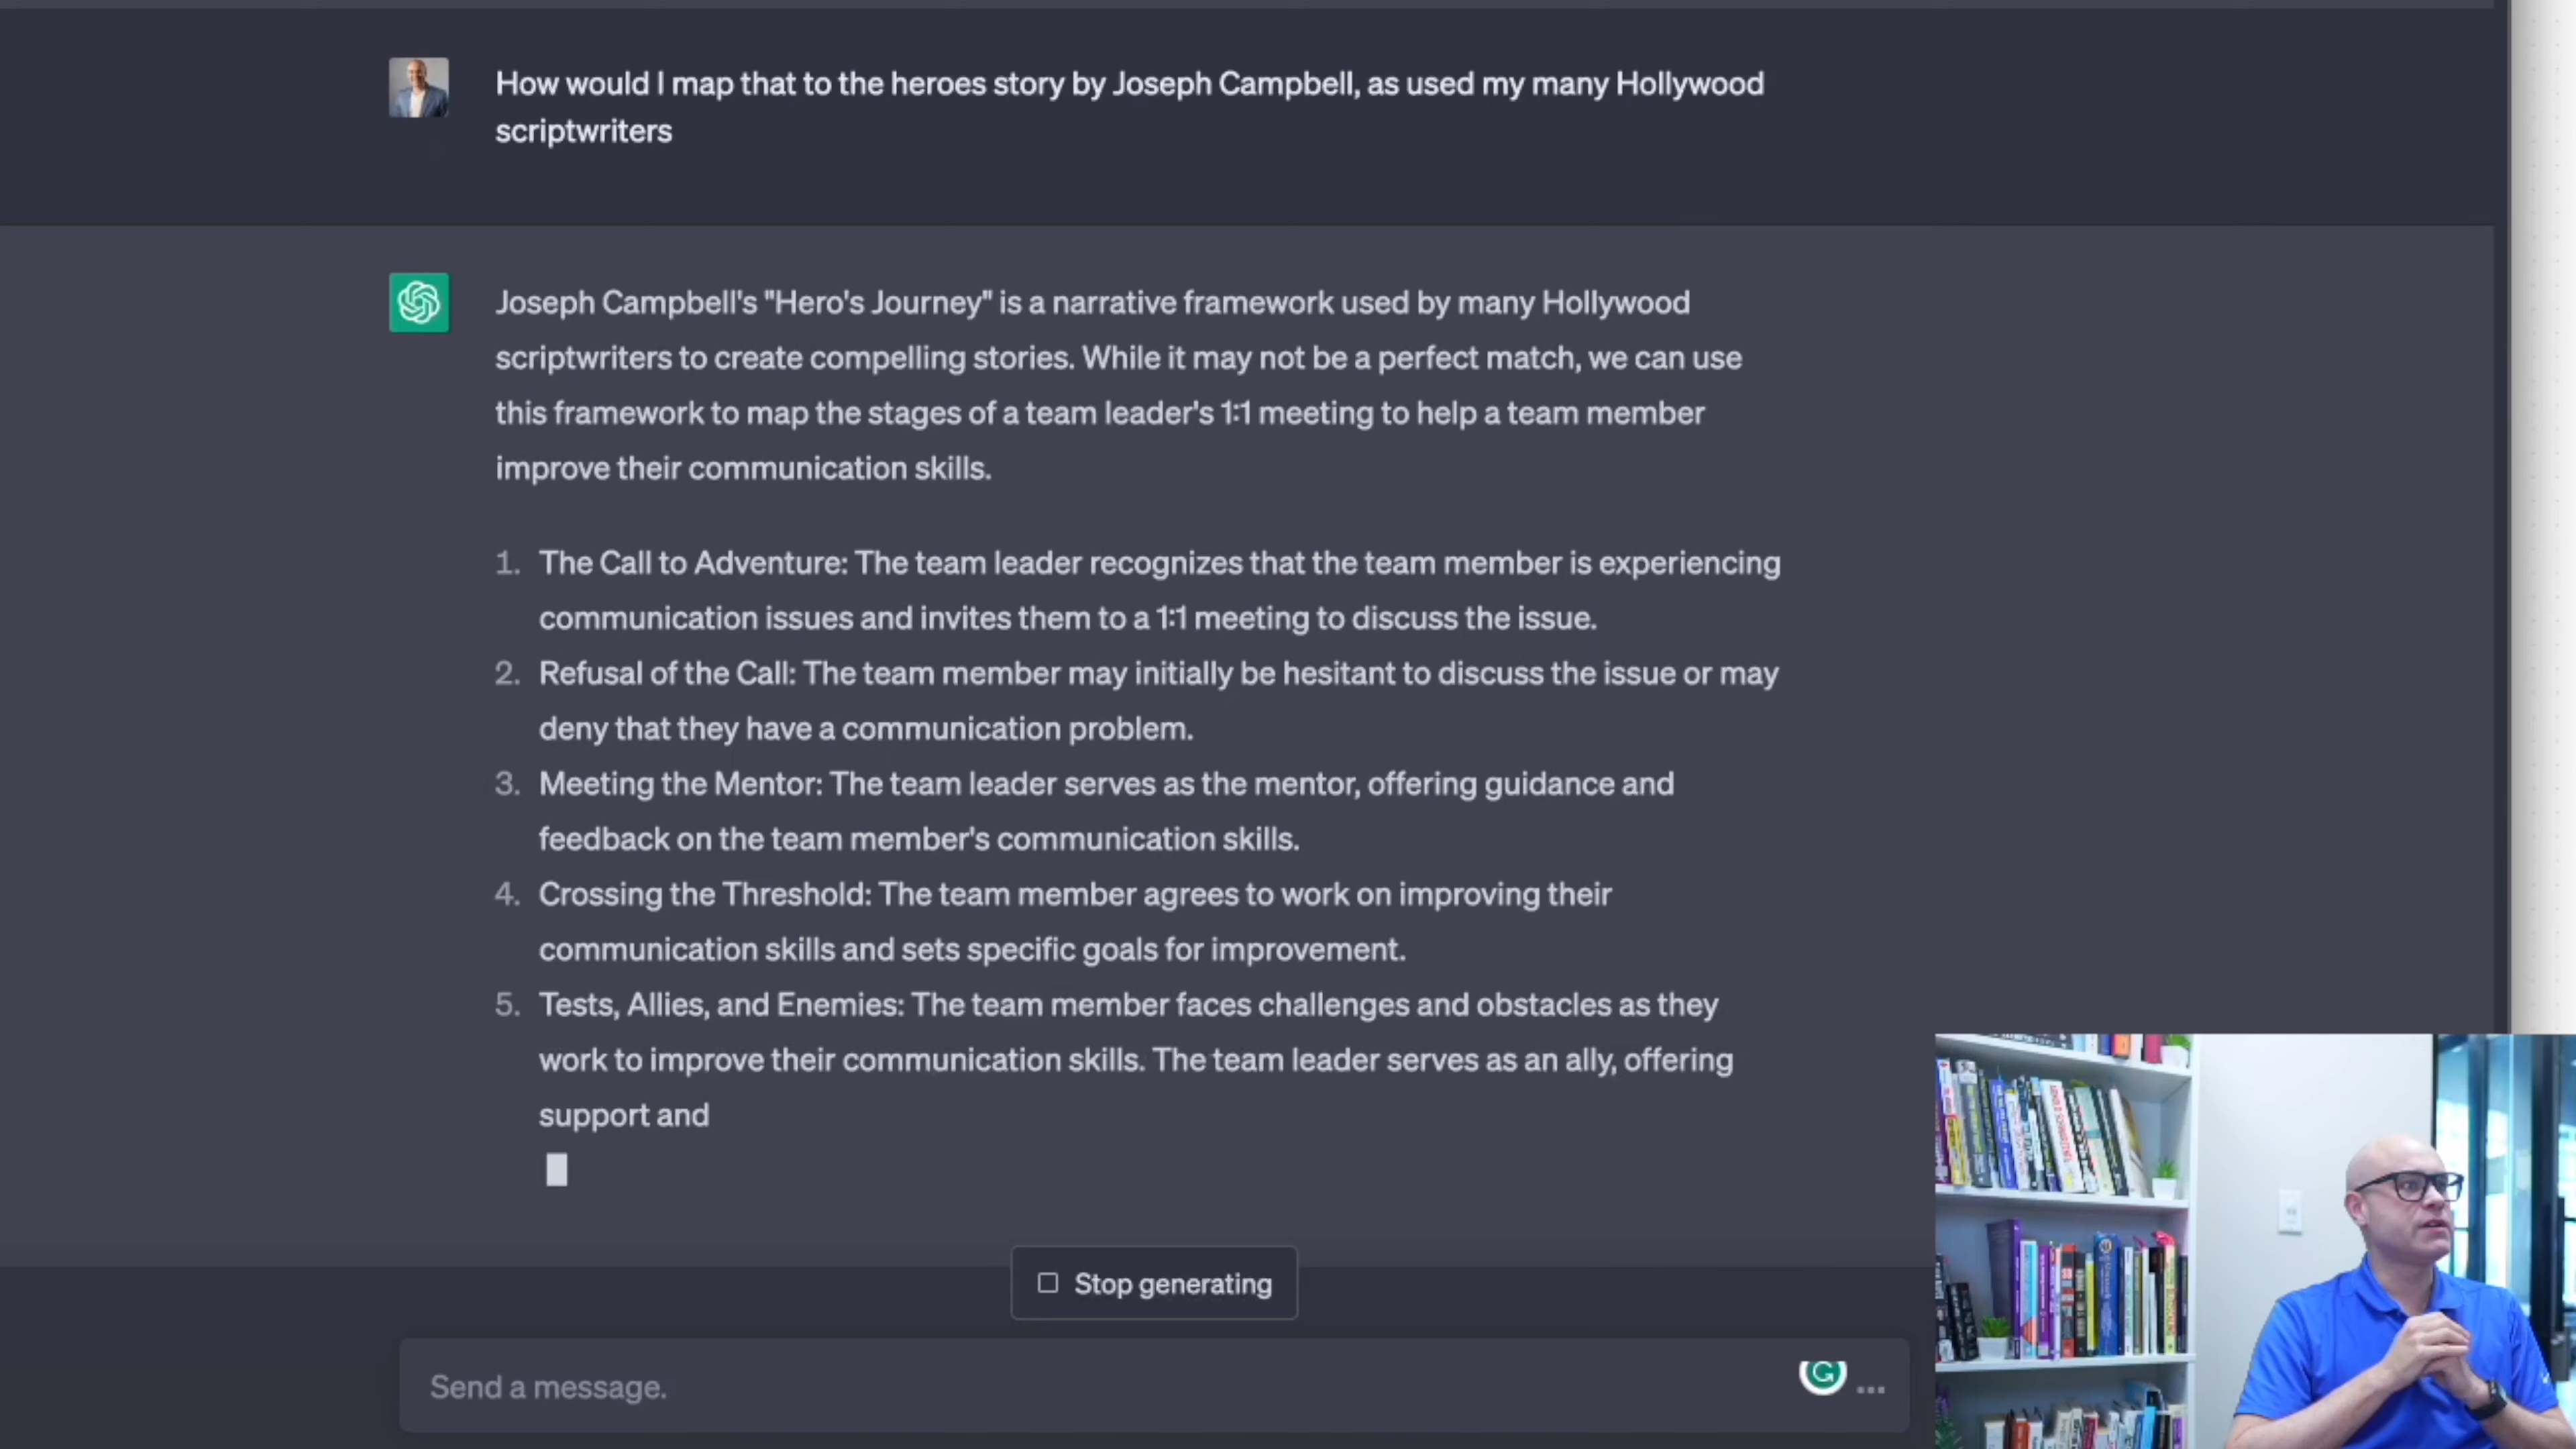 How would I map that to the heroes story by Joseph Campbell, as used my many Hollywood
scriptwriters
Joseph Campbell's "Hero's Journey" is a narrative framework used by many Hollywood
scriptwriters to create compelling stories. While it may not be a perfect match, we can use
this framework to map the stages of a team leader's 1:1 meeting to help a team member
improve their communication skills.
1. The Call to Adventure: The team leader recognizes that the team member is experiencing
communication issues and invites them to a 1:1 meeting to discuss the issue.
2. Refusal of the Call: The team member may initially be hesitant to discuss the issue or may
deny that they have a communication problem.
3. Meeting the Mentor: The team leader serves as the mentor, offering guidance and
feedback on the team member's communication skills.
4. Crossing the Threshold: The team member agrees to work on improving their
communication skills and sets specific goals for improvement.
5. Tests, Allies, and Enemies: The team member faces challenges and obstacles as they
work to improve their communication skills. The team leader serves as an ally, offering
support and
Stop generating
Send a message.